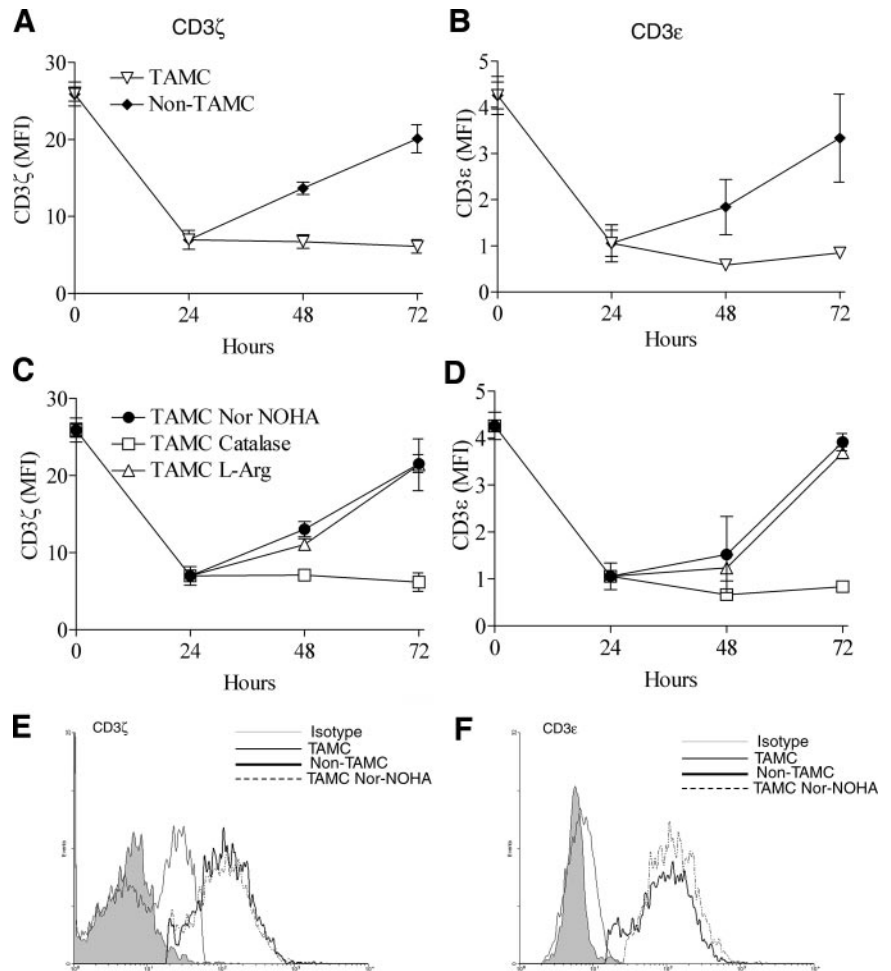 A
CD3ζ
30
20
10
0
CD3ζ (MFI)
TAMC
Non-TAMC
0 24 48 72
Hours
B
CD3ε
5
4
3
2
1
0
CD3ε (MFI)
0 24 48 72
Hours
C
30
20
10
0
CD3ζ (MFI)
TAMC Nor NOHA
TAMC Catalase
TAMC L-Arg
0 24 48 72
Hours
D
5
4
3
2
1
0
CD3ε (MFI)
0 24 48 72
Hours
E
CD3ζ
Isotype
TAMC
Non-TAMC
TAMC Nor-NOHA
Events
F
CD3ε
Isotype
TAMC
Non-TAMC
TAMC Nor-NOHA
Events